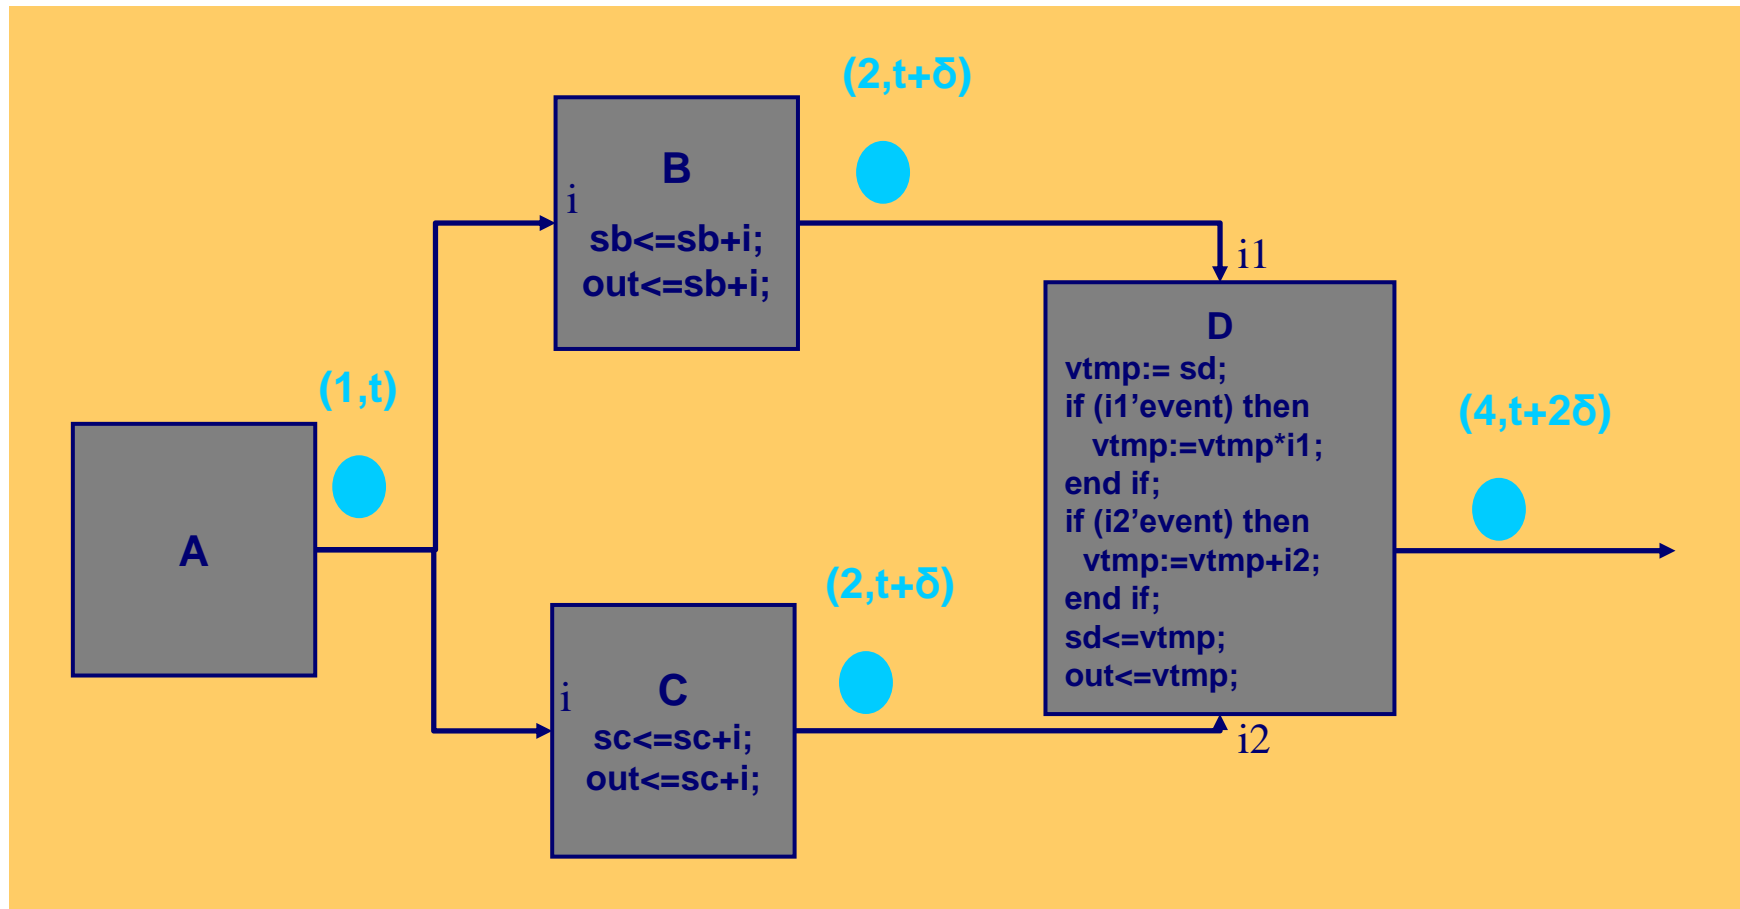 (1,t)
A
(2,t+δ)
B
i
sb<=sb+i;
out<=sb+i;
(2,t+δ)
C
i
sc<=sc+i;
out<=sc+i;
i1
D
vtmp:= sd;
if (i1’event) then
vtmp:=vtmp*i1;
end if;
if (i2’event) then
vtmp:=vtmp+i2;
end if;
sd<=vtmp;
out<=vtmp;
i2
(4,t+2δ)